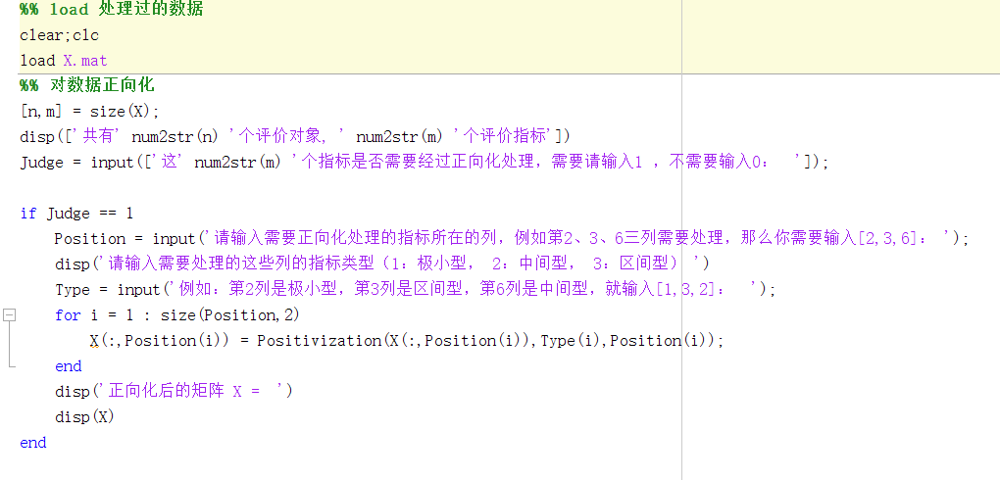 %% load 处理过的数据
clear;clc
load X.mat
%% 对数据正向化
[n,m] = size(X);
disp(['共有' num2str(n) '个评价对象, ' num2str(m) '个评价指标'])
Judge = input(['这' num2str(m) '个指标是否需要经过正向化处理，需要请输入1 ，不需要输入0：  ']);
if Judge == 1
    Position = input('请输入需要正向化处理的指标所在的列，例如第2、3、6三列需要处理，那么你需要输入[2,3,6]： ');
    disp('请输入需要处理的这些列的指标类型（1：极小型， 2：中间型， 3：区间型） ')
    Type = input('例如：第2列是极小型，第3列是区间型，第6列是中间型，就输入[1,3,2]：  ');
    for i = 1 : size(Position,2)
        X(:,Position(i)) = Positivization(X(:,Position(i)),Type(i),Position(i));
    end
    disp('正向化后的矩阵 X =  ')
    disp(X)
end